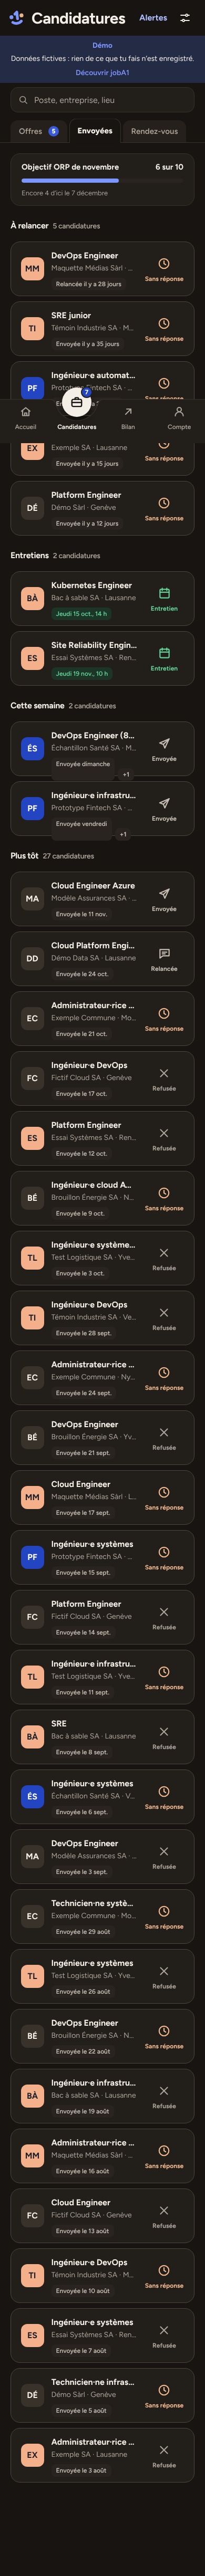 Candidatures
Alertes
Démo
Données fictives : rien de ce que tu fais n'est enregistré.
Découvrir jobA1
Poste, entreprise, lieu
Offres 5
Envoyées
Rendez-vous
Objectif ORP de novembre
6 sur 10
Encore 4 d'ici le 7 décembre
À relancer 5 candidatures
MM
DevOps Engineer
Maquette Médias Sàrl · ...
Relancée il y a 28 jours
Sans réponse
TI
SRE junior
Témoin Industrie SA · M...
Envoyée il y a 35 jours
Sans réponse
PF
Ingénieur·e automat...
Sans réponse
7
Accueil
Candidatures
Bilan
Compte
EX
Exemple SA · Lausanne
Envoyée il y a 15 jours
Sans réponse
DÉ
Platform Engineer
Démo Sàrl · Genève
Envoyée il y a 12 jours
Sans réponse
Entretiens 2 candidatures
BÀ
Kubernetes Engineer
Bac à sable SA · Lausanne
Jeudi 15 oct., 14 h
Entretien
ES
Site Reliability Engin...
Essai Systèmes SA · Ren...
Jeudi 19 nov., 10 h
Entretien
Cette semaine 2 candidatures
ÉS
DevOps Engineer (8...
Échantillon Santé SA · M...
Envoyée dimanche
+1
Envoyée
PF
Ingénieur·e infrastru...
Prototype Fintech SA · ...
Envoyée vendredi
+1
Envoyée
Plus tôt 27 candidatures
MA
Cloud Engineer Azure
Modèle Assurances SA · ...
Envoyée le 11 nov.
Envoyée
DD
Cloud Platform Engi...
Démo Data SA · Lausanne
Envoyée le 24 oct.
Relancée
EC
Administrateur·rice ...
Exemple Commune · Mo...
Envoyée le 21 oct.
Sans réponse
FC
Ingénieur·e DevOps
Fictif Cloud SA · Genève
Envoyée le 17 oct.
Refusée
ES
Platform Engineer
Essai Systèmes SA · Ren...
Envoyée le 12 oct.
Refusée
BÉ
Ingénieur·e cloud A...
Brouillon Énergie SA · N...
Envoyée le 9 oct.
Sans réponse
TL
Ingénieur·e système...
Test Logistique SA · Yve...
Envoyée le 3 oct.
Refusée
TI
Ingénieur·e DevOps
Témoin Industrie SA · Ve...
Envoyée le 28 sept.
Refusée
EC
Administrateur·rice ...
Exemple Commune · Ny...
Envoyée le 24 sept.
Sans réponse
BÉ
DevOps Engineer
Brouillon Énergie SA · Yv...
Envoyée le 21 sept.
Refusée
MM
Cloud Engineer
Maquette Médias Sàrl · L...
Envoyée le 17 sept.
Sans réponse
PF
Ingénieur·e systèmes
Prototype Fintech SA · ...
Envoyée le 15 sept.
Sans réponse
FC
Platform Engineer
Fictif Cloud SA · Genève
Envoyée le 14 sept.
Refusée
TL
Ingénieur·e infrastru...
Test Logistique SA · Yve...
Envoyée le 11 sept.
Sans réponse
BÀ
SRE
Bac à sable SA · Lausanne
Envoyée le 8 sept.
Refusée
ÉS
Ingénieur·e systèmes
Échantillon Santé SA · V...
Envoyée le 6 sept.
Sans réponse
MA
DevOps Engineer
Modèle Assurances SA · ...
Envoyée le 3 sept.
Refusée
EC
Technicien·ne systè...
Exemple Commune · Mo...
Envoyée le 29 août
Sans réponse
TL
Ingénieur·e systèmes
Test Logistique SA · Yve...
Envoyée le 26 août
Refusée
BÉ
DevOps Engineer
Brouillon Énergie SA · N...
Envoyée le 22 août
Sans réponse
BÀ
Ingénieur·e infrastru...
Bac à sable SA · Lausanne
Envoyée le 19 août
Refusée
MM
Administrateur·rice ...
Maquette Médias Sàrl · ...
Envoyée le 16 août
Sans réponse
FC
Cloud Engineer
Fictif Cloud SA · Genève
Envoyée le 13 août
Refusée
TI
Ingénieur·e DevOps
Témoin Industrie SA · M...
Envoyée le 10 août
Sans réponse
ES
Ingénieur·e systèmes
Essai Systèmes SA · Ren...
Envoyée le 7 août
Refusée
DÉ
Technicien·ne infras...
Démo Sàrl · Genève
Envoyée le 5 août
Sans réponse
EX
Administrateur·rice ...
Exemple SA · Lausanne
Envoyée le 3 août
Refusée